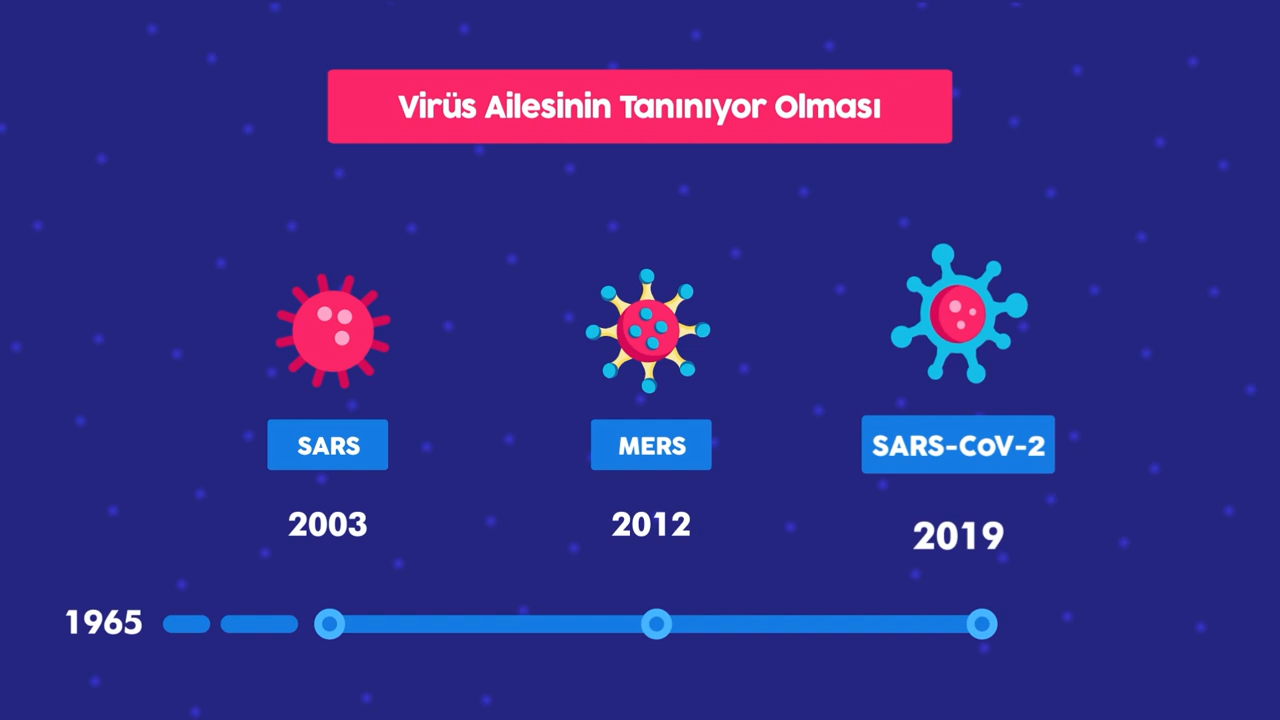 Virüs Ailesinin Tanınıyor Olması
SARS
MERS
SARS-CoV-2
2003
2012
2019
1965